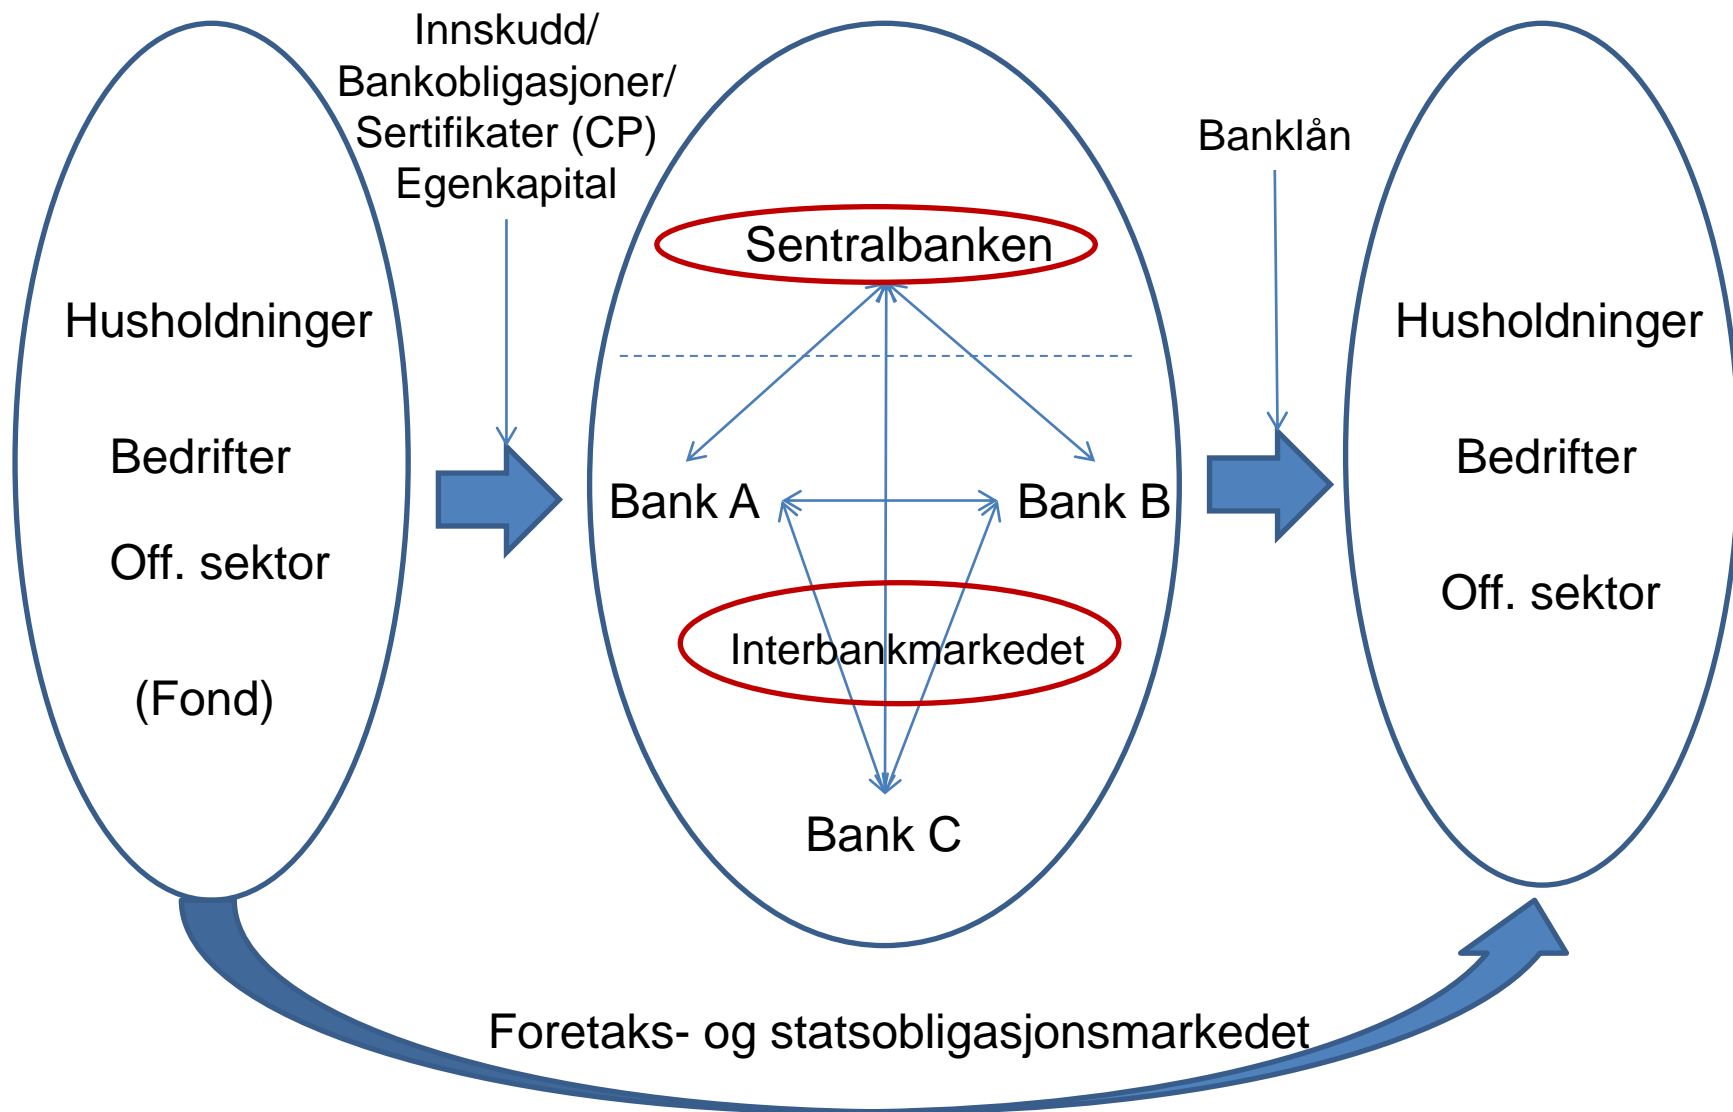 Innskudd/
Bankobligasjoner/
Sertifikater (CP)
Egenkapital
Banklån
Sentralbanken
Husholdninger
Husholdninger
Bedrifter
Bedrifter
Bank A
Bank B
Off. sektor
Off. sektor
Interbankmarkedet
(Fond)
Bank C
Foretaks- og statsobligasjonsmarkedet